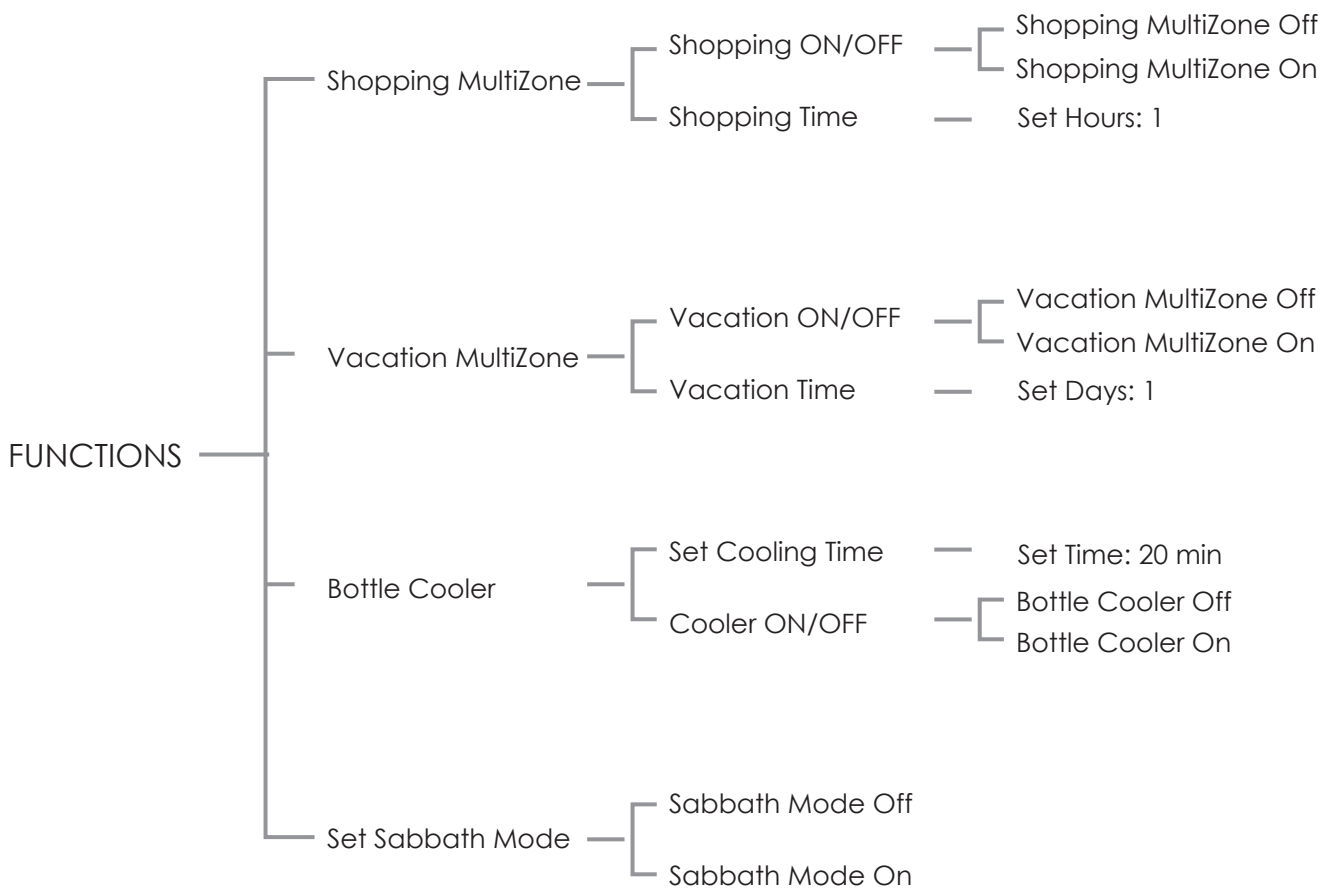 FUNCTIONS
Shopping MultiZone
Shopping ON/OFF
Shopping MultiZone Off
Shopping MultiZone On
Shopping Time
Set Hours: 1
Vacation MultiZone
Vacation ON/OFF
Vacation MultiZone Off
Vacation MultiZone On
Vacation Time
Set Days: 1
Bottle Cooler
Set Cooling Time
Set Time: 20 min
Cooler ON/OFF
Bottle Cooler Off
Bottle Cooler On
Set Sabbath Mode
Sabbath Mode Off
Sabbath Mode On